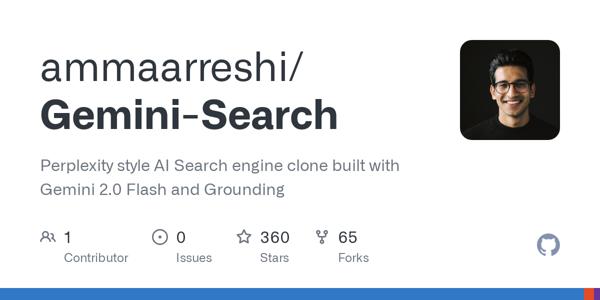 ammaarreshi/
Gemini-Search
Perplexity style AI Search engine clone built with
Gemini 2.0 Flash and Grounding
1 0 360 65
Contributor Issues Stars Forks